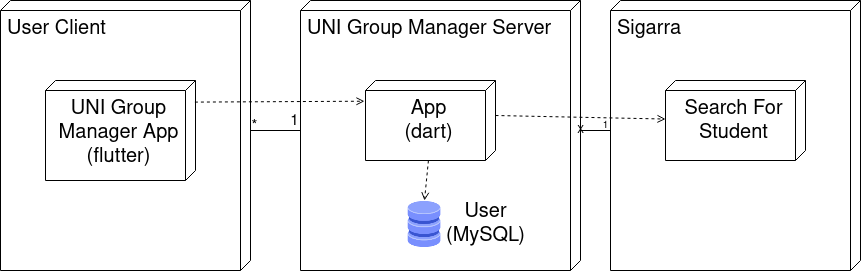 User Client
UNI Group Manager Server
Sigarra
UNI Group
Manager App
(flutter)
App
(dart)
Search For
Student
*
1
x
1
User
(MySQL)